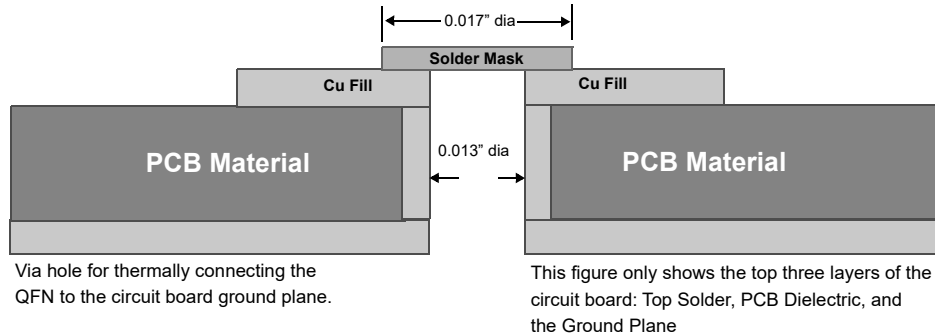 0.017” dia
Solder Mask
Cu Fill
Cu Fill
PCB Material
0.013” dia
PCB Material
Via hole for thermally connecting the
QFN to the circuit board ground plane.
This figure only shows the top three layers of the
circuit board: Top Solder, PCB Dielectric, and
the Ground Plane